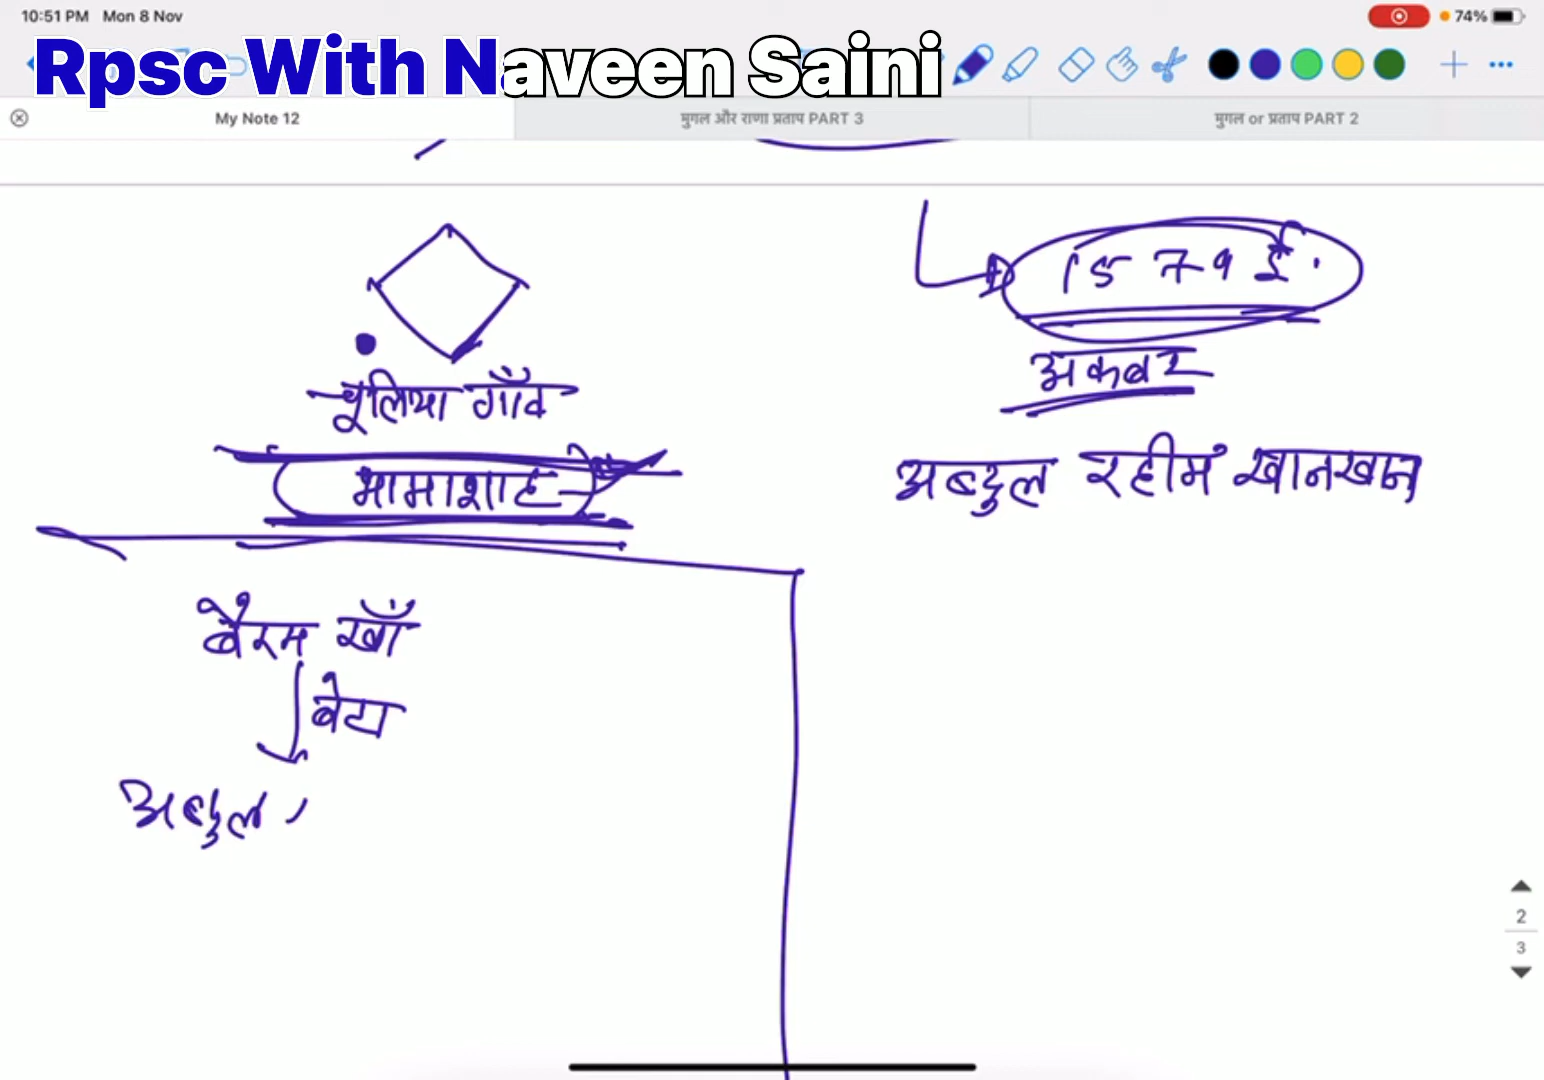 10:51 PM Mon 8 Nov
74%
Rpsc With Naveen Saini
My Note 12
मुगल और राणा प्रताप PART 3
मुगल or प्रताप PART 2
1579 ई.
अकबर
चूलिया गाँव
भामाशाह
अब्दुल रहीम खानखाना
बैरम खाँ
बेटा
अब्दुल
2
3